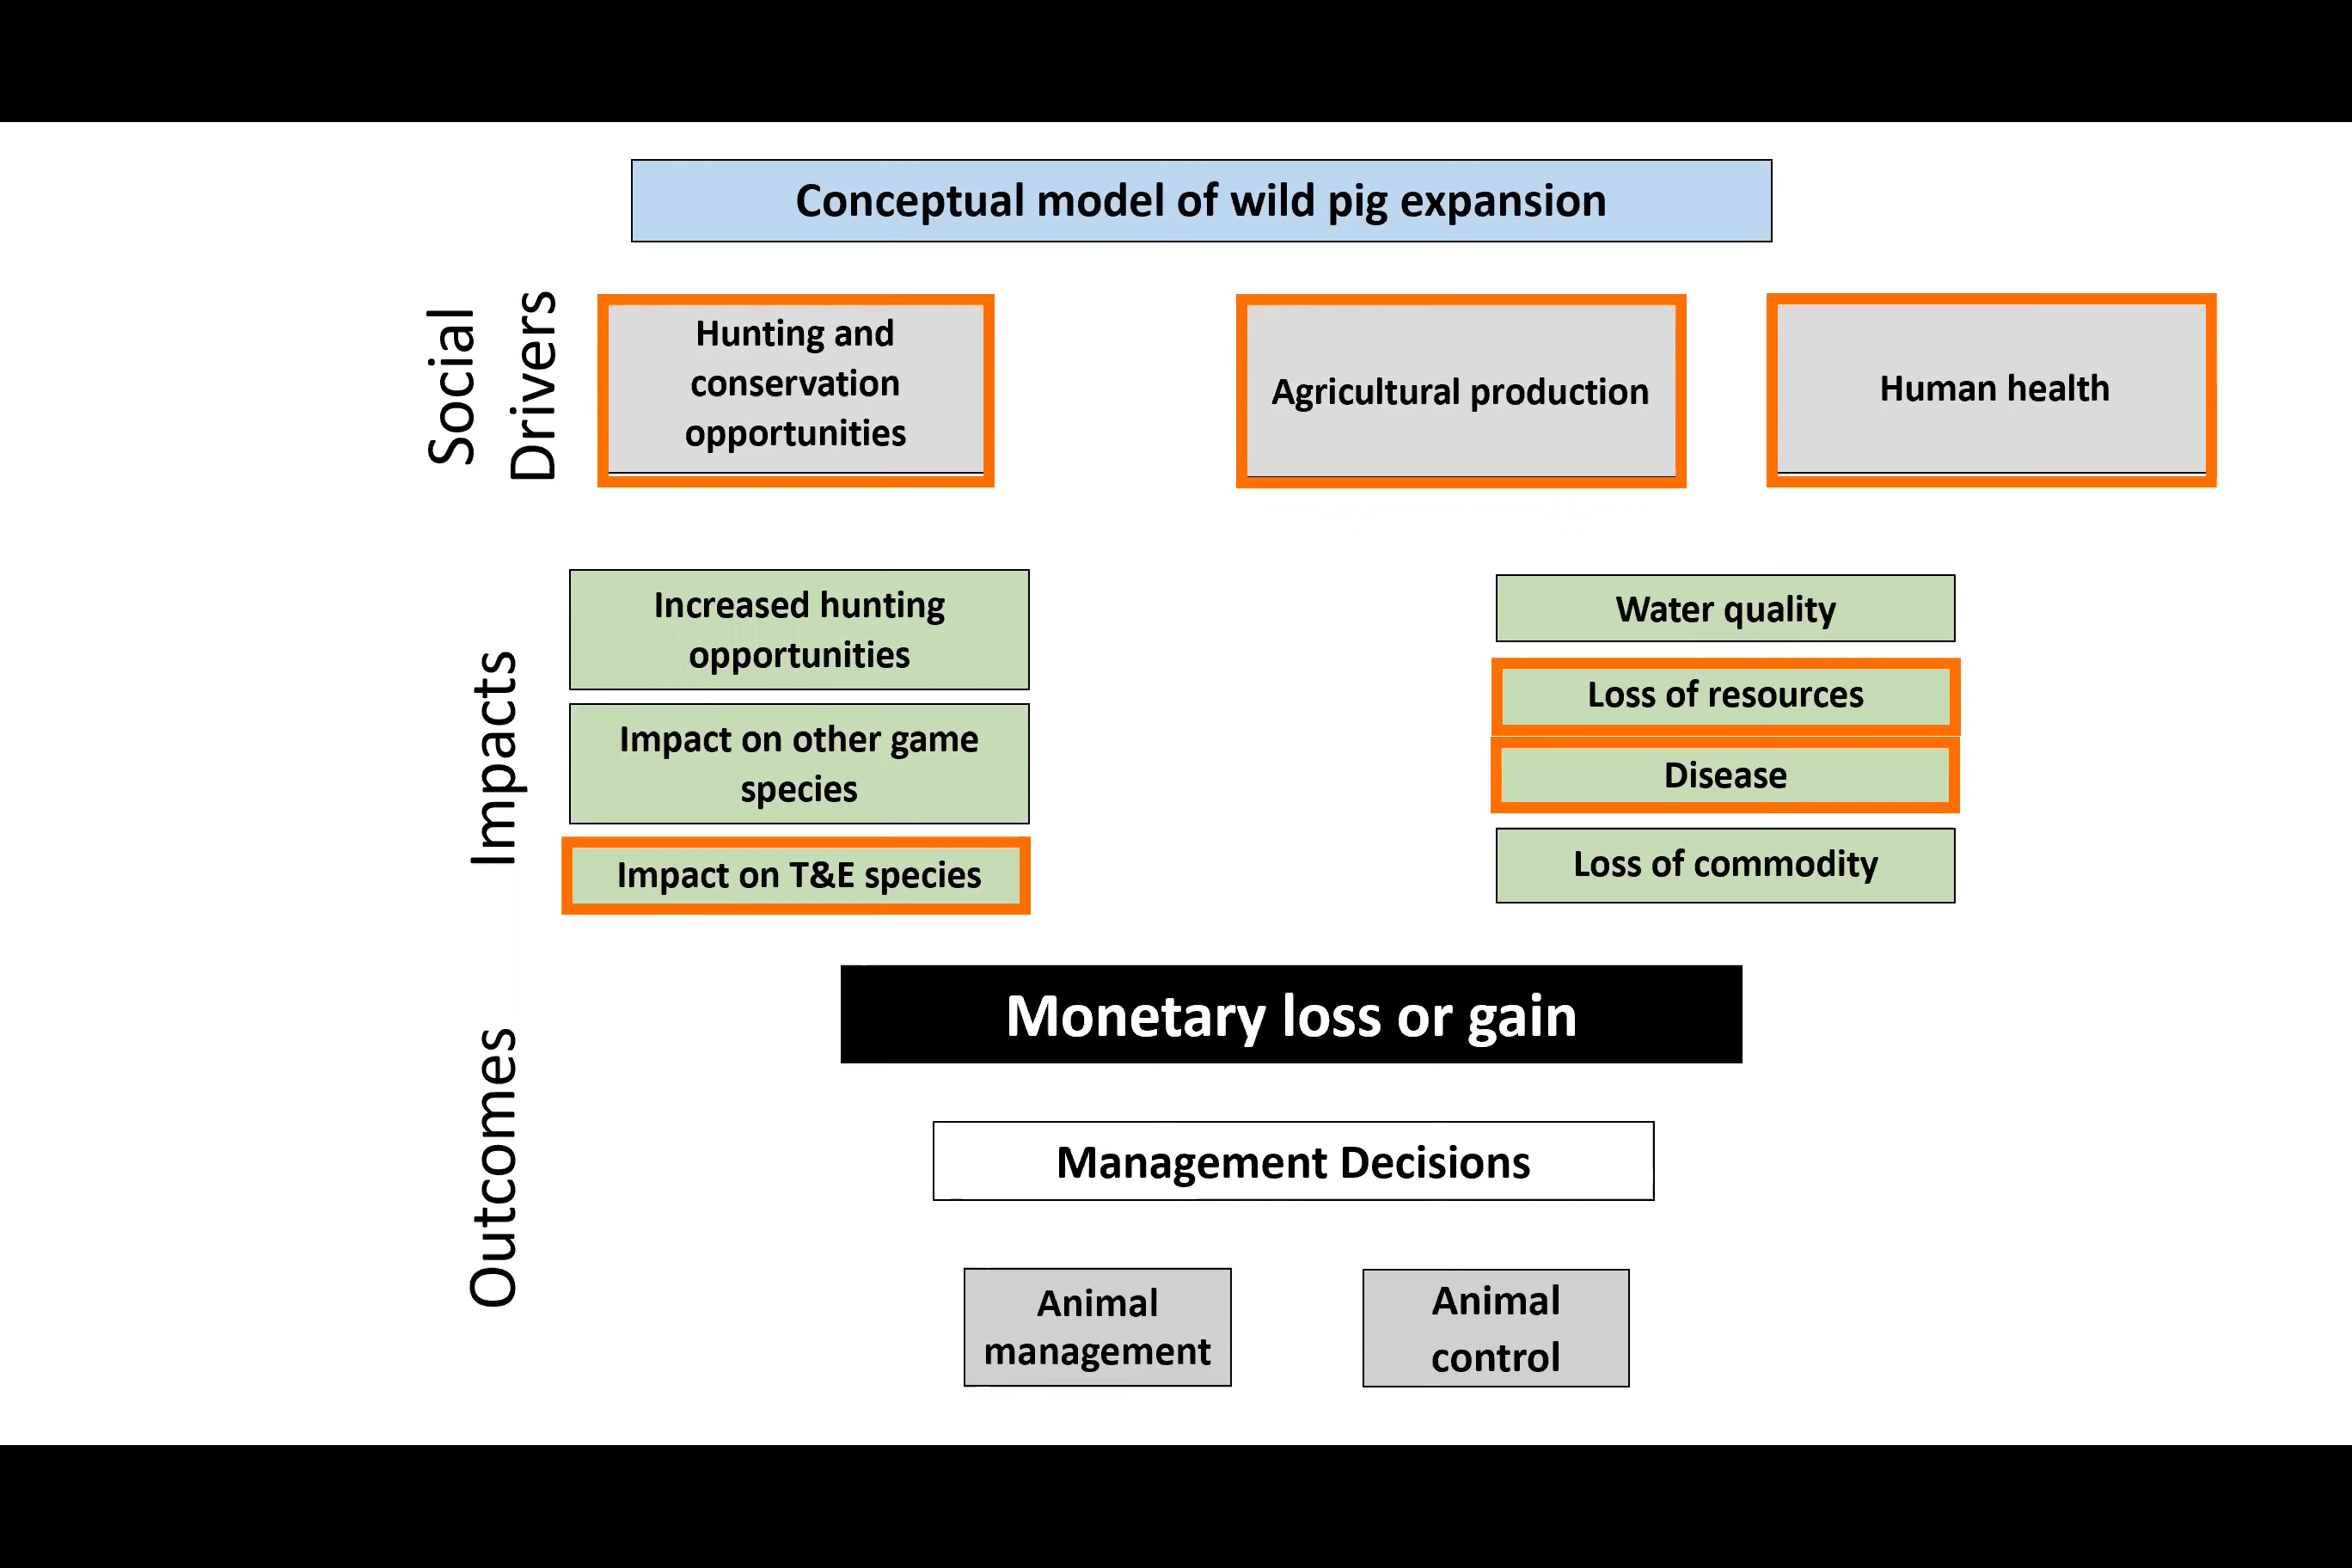 Conceptual model of wild pig expansion
Social
Drivers
Hunting and
conservation
opportunities
Agricultural production
Human health
Impacts
Increased hunting
opportunities
Impact on other game
species
Impact on T&E species
Water quality
Loss of resources
Disease
Loss of commodity
Outcomes
Monetary loss or gain
Management Decisions
Animal
management
Animal
control